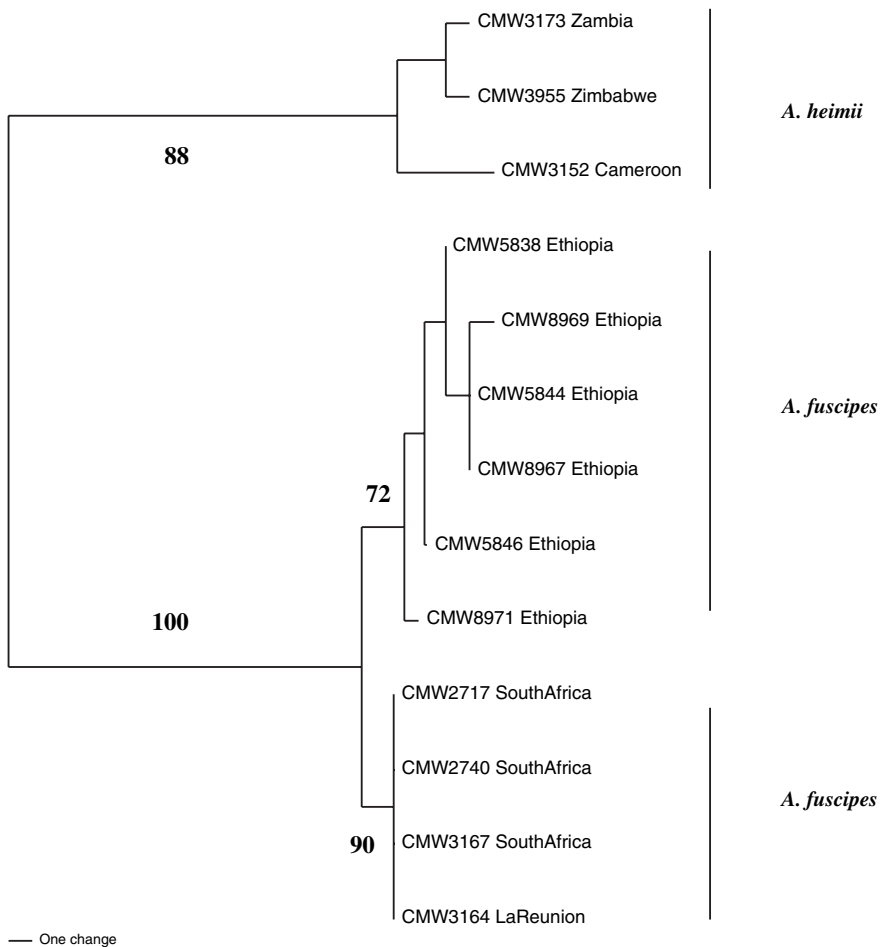 CMW3173 Zambia
CMW3955 Zimbabwe
A. heimii
88
CMW3152 Cameroon
CMW5838 Ethiopia
CMW8969 Ethiopia
CMW5844 Ethiopia
A. fuscipes
CMW8967 Ethiopia
72
CMW5846 Ethiopia
100
CMW8971 Ethiopia
CMW2717 SouthAfrica
CMW2740 SouthAfrica
A. fuscipes
90
CMW3167 SouthAfrica
CMW3164 LaReunion
One change